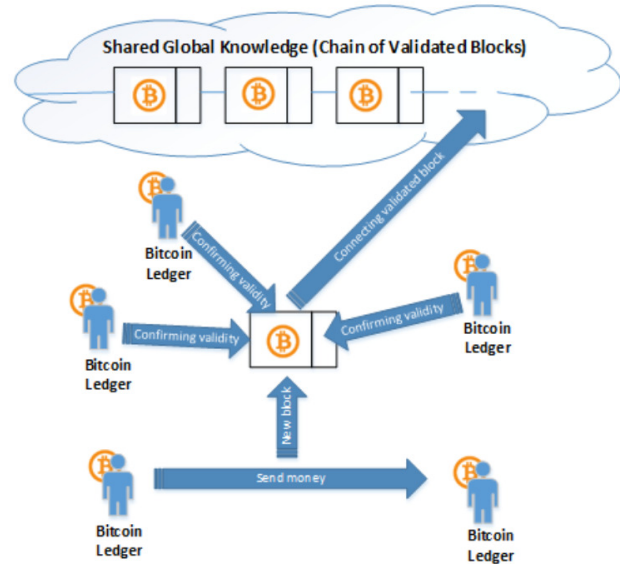 Shared Global Knowledge (Chain of Validated Blocks)
Connecting validated block
Bitcoin
Ledger
Confirming validity
Bitcoin
Ledger
Confirming validity
Bitcoin
Ledger
Confirming validity
New block
Bitcoin
Ledger
Send money
Bitcoin
Ledger